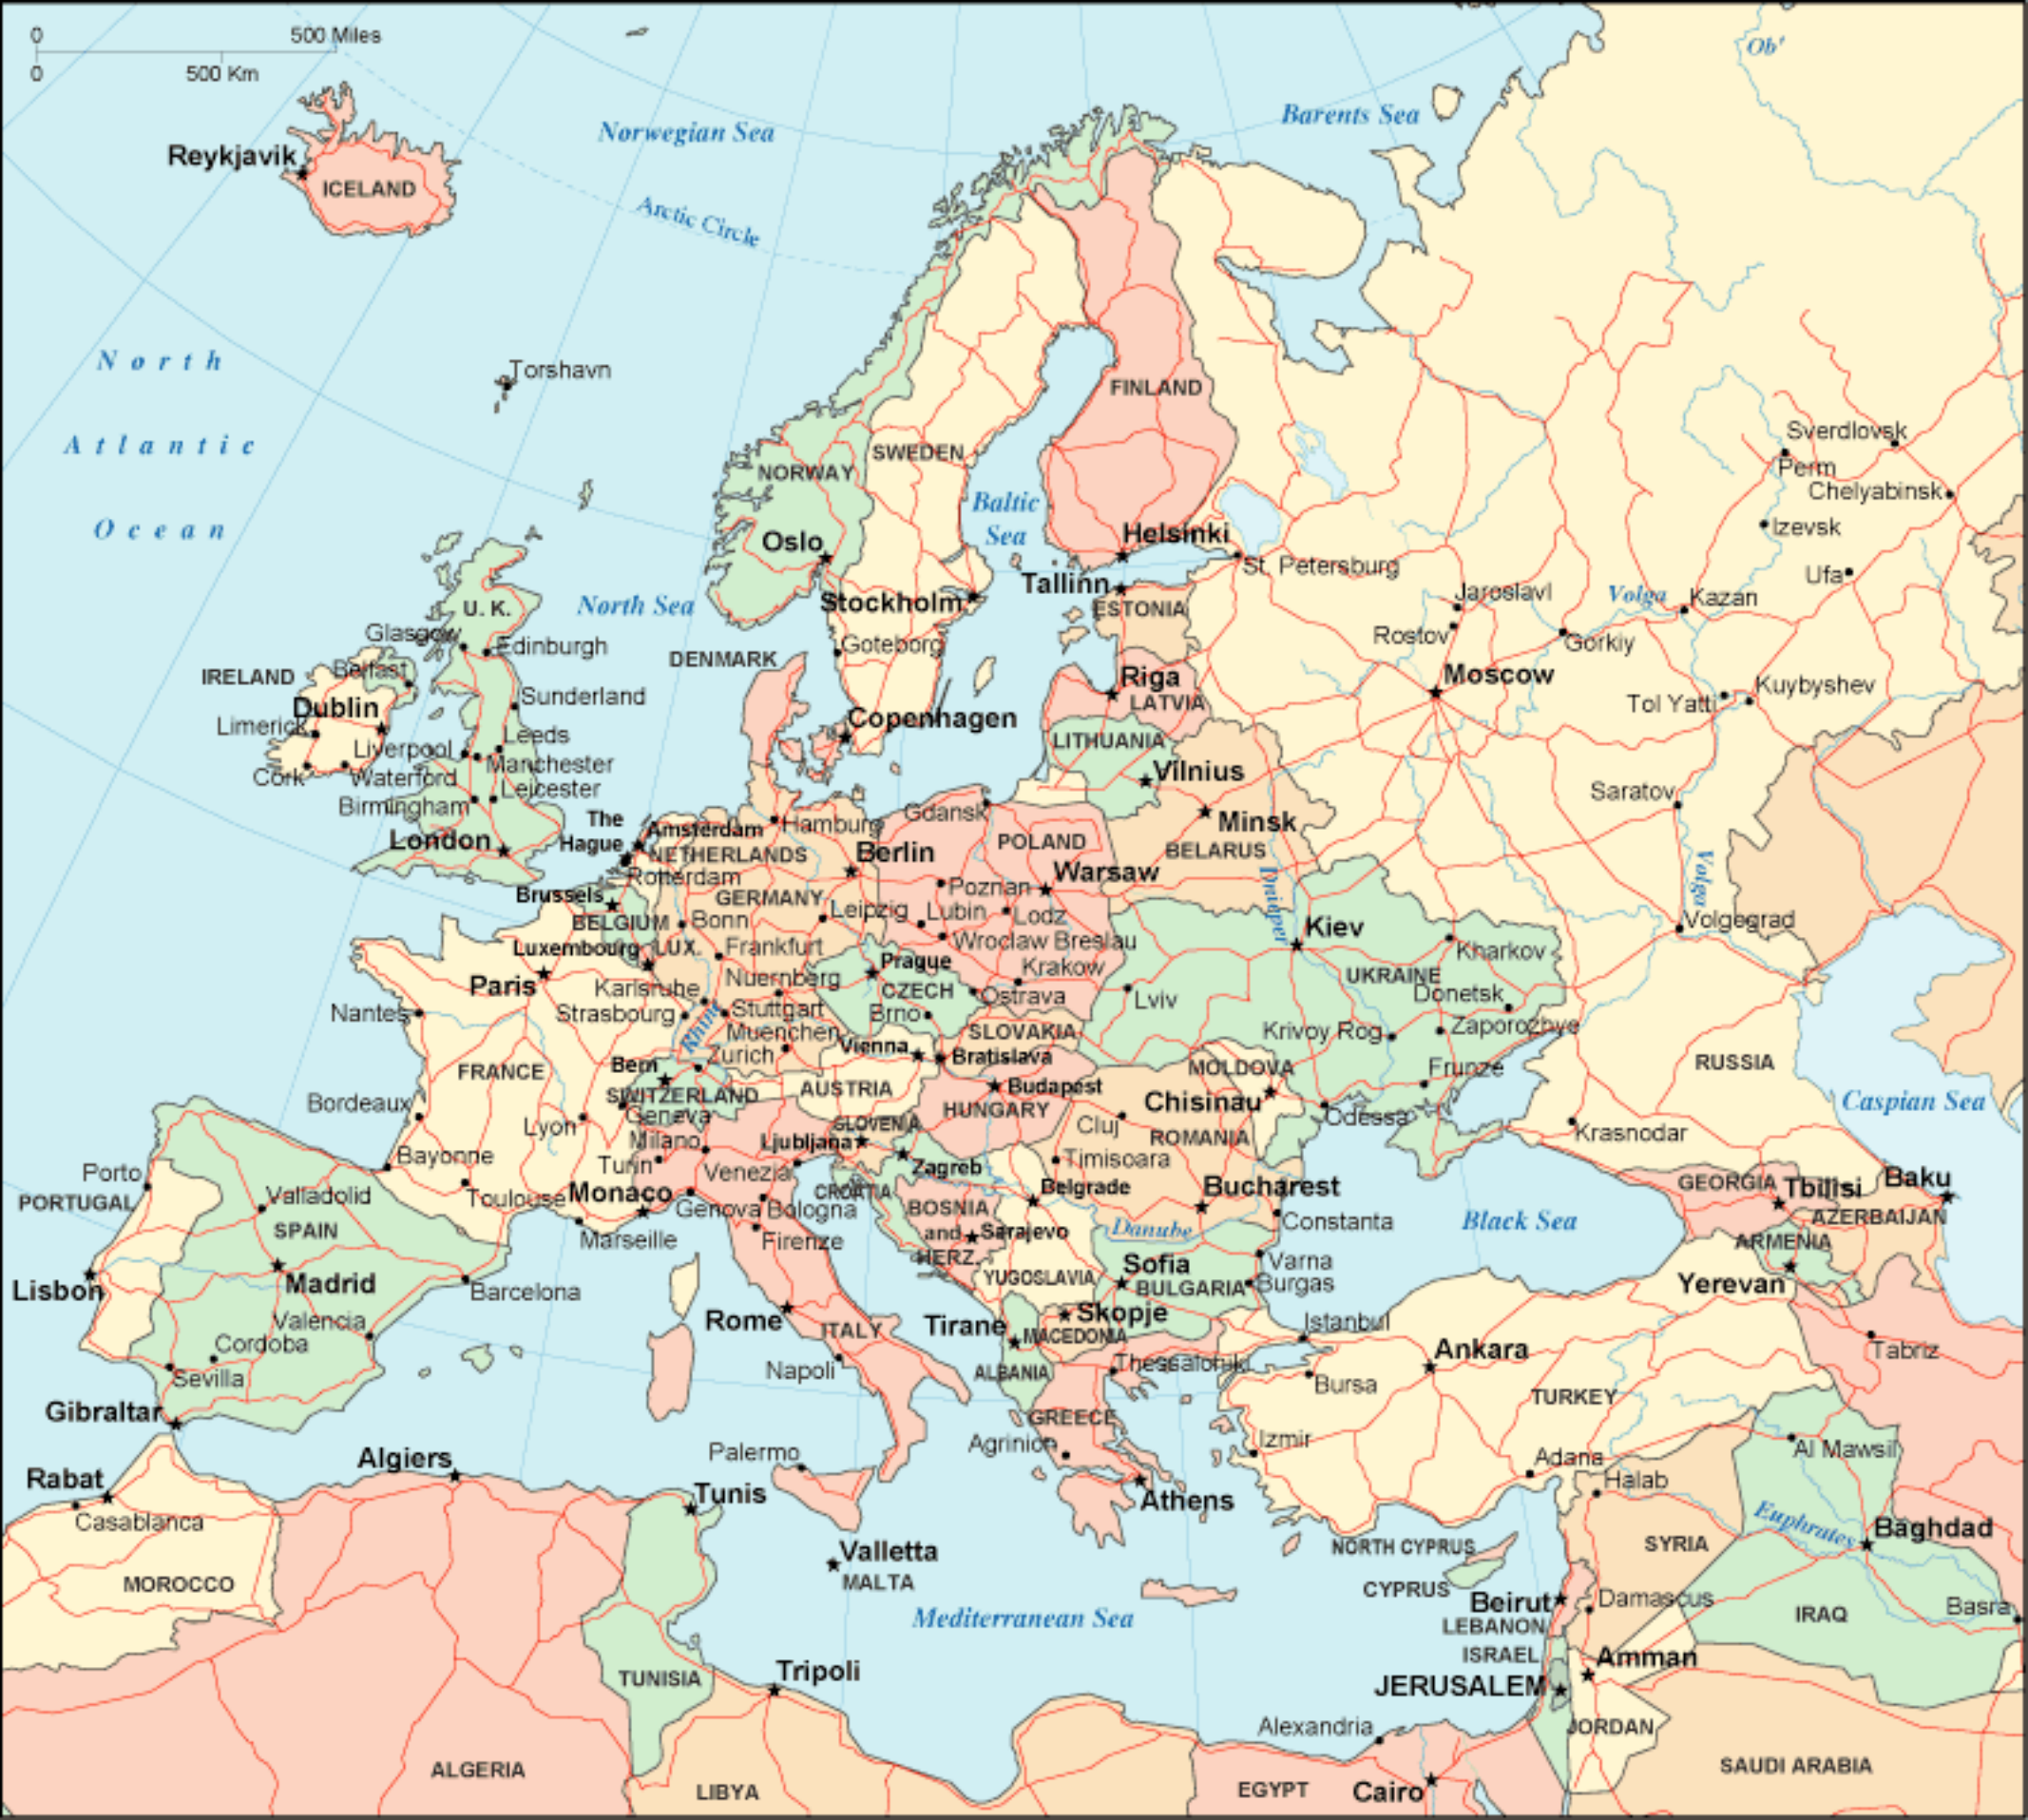 0 500 Miles
0 500 Km
Ob'
Barents Sea
Norwegian Sea
Reykjavik
ICELAND
Arctic Circle
North
Atlantic
Ocean
Torshavn
FINLAND
SWEDEN
NORWAY
Baltic
Sea
Sverdlovsk
Perm
Chelyabinsk
Izevsk
Ufa
Helsinki
Oslo
St. Petersburg
Tallinn
Stockholm
ESTONIA
North Sea
U. K.
Jaroslavl
Volga
Kazan
Rostov
Gorkiy
Glasgow
Edinburgh
Goteborg
DENMARK
IRELAND
Belfast
Riga
LATVIA
Moscow
Kuybyshev
Tol Yatti
Sunderland
Dublin
Limerick
Copenhagen
Leeds
Liverpool
Manchester
LITHUANIA
Cork
Waterford
Leicester
Birmingham
Vilnius
Saratov
The
Hague
Amsterdam
Hamburg
Gdansk
Minsk
London
NETHERLANDS
Berlin
POLAND
BELARUS
Rotterdam
Warsaw
Poznan
Dniaper
Volga
Brussels
GERMANY
Leipzig
Lubin
Lodz
BELGIUM
Bonn
Kiev
Volgegrad
Luxembourg
LUX.
Frankfurt
Wroclaw Breslau
Kharkov
Paris
Nuernberg
Prague
Krakow
UKRAINE
Karlsruhe
CZECH
Ostrava
Lviv
Donetsk
Nantes
Strasbourg
Rhine
Stuttgart
Brno
Muenchen
SLOVAKIA
Krivoy Rog
Zaporozhye
Zurich
Vienna
Bratislava
Bern
FRANCE
MOLDOVA
Frunze
RUSSIA
AUSTRIA
Budapest
SWITZERLAND
Geneva
HUNGARY
Chisinau
Caspian Sea
Bordeaux
Lyon
Milano
SLOVENIA
Ljubljana
Cluj
ROMANIA
Odessa
Krasnodar
Bayonne
Turin
Venezia
Zagreb
Timisoara
Porto
PORTUGAL
Valladolid
Toulouse
Monaco
Genova
Bologna
CROATIA
Belgrade
Bucharest
GEORGIA
Tbilisi
Baku
SPAIN
Marseille
Firenze
BOSNIA
and
HERZ.
Sarajevo
Danube
Constanta
Black Sea
AZERBAIJAN
ARMENIA
Lisbon
Madrid
Barcelona
YUGOSLAVIA
Sofia
BULGARIA
Varna
Burgas
Yerevan
Valencia
Rome
ITALY
Tirane
Skopje
MACEDONIA
Istanbul
Cordoba
Ankara
Tabriz
Sevilla
Napoli
ALBANIA
Thessaloniki
Bursa
TURKEY
Gibraltar
GREECE
Agrinion
Izmir
Al Mawsil
Algiers
Palermo
Adana
Halab
Rabat
Casablanca
Tunis
Athens
Euphrates
Baghdad
Valletta
MALTA
NORTH CYPRUS
CYPRUS
SYRIA
MOROCCO
Beirut
LEBANON
Damascus
IRAQ
Basra
Mediterranean Sea
ISRAEL
Amman
TUNISIA
Tripoli
JERUSALEM
Alexandria
JORDAN
ALGERIA
LIBYA
EGYPT
Cairo
SAUDI ARABIA